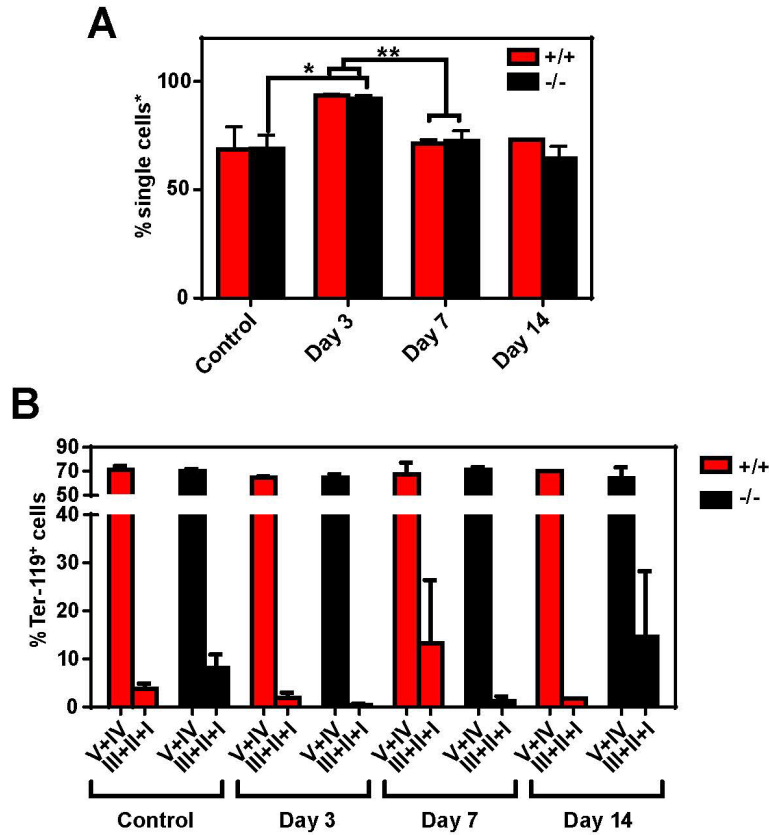 A
% single cells*
100
50
0
*
**
+/+
-/-
Control
Day 3
Day 7
Day 14
B
% Ter-119+ cells
90
70
50
40
30
20
10
0
+/+
-/-
V+IV
III+II+I
V+IV
III+II+I
V+IV
III+II+I
V+IV
III+II+I
V+IV
III+II+I
V+IV
III+II+I
V+IV
III+II+I
V+IV
III+II+I
Control
Day 3
Day 7
Day 14